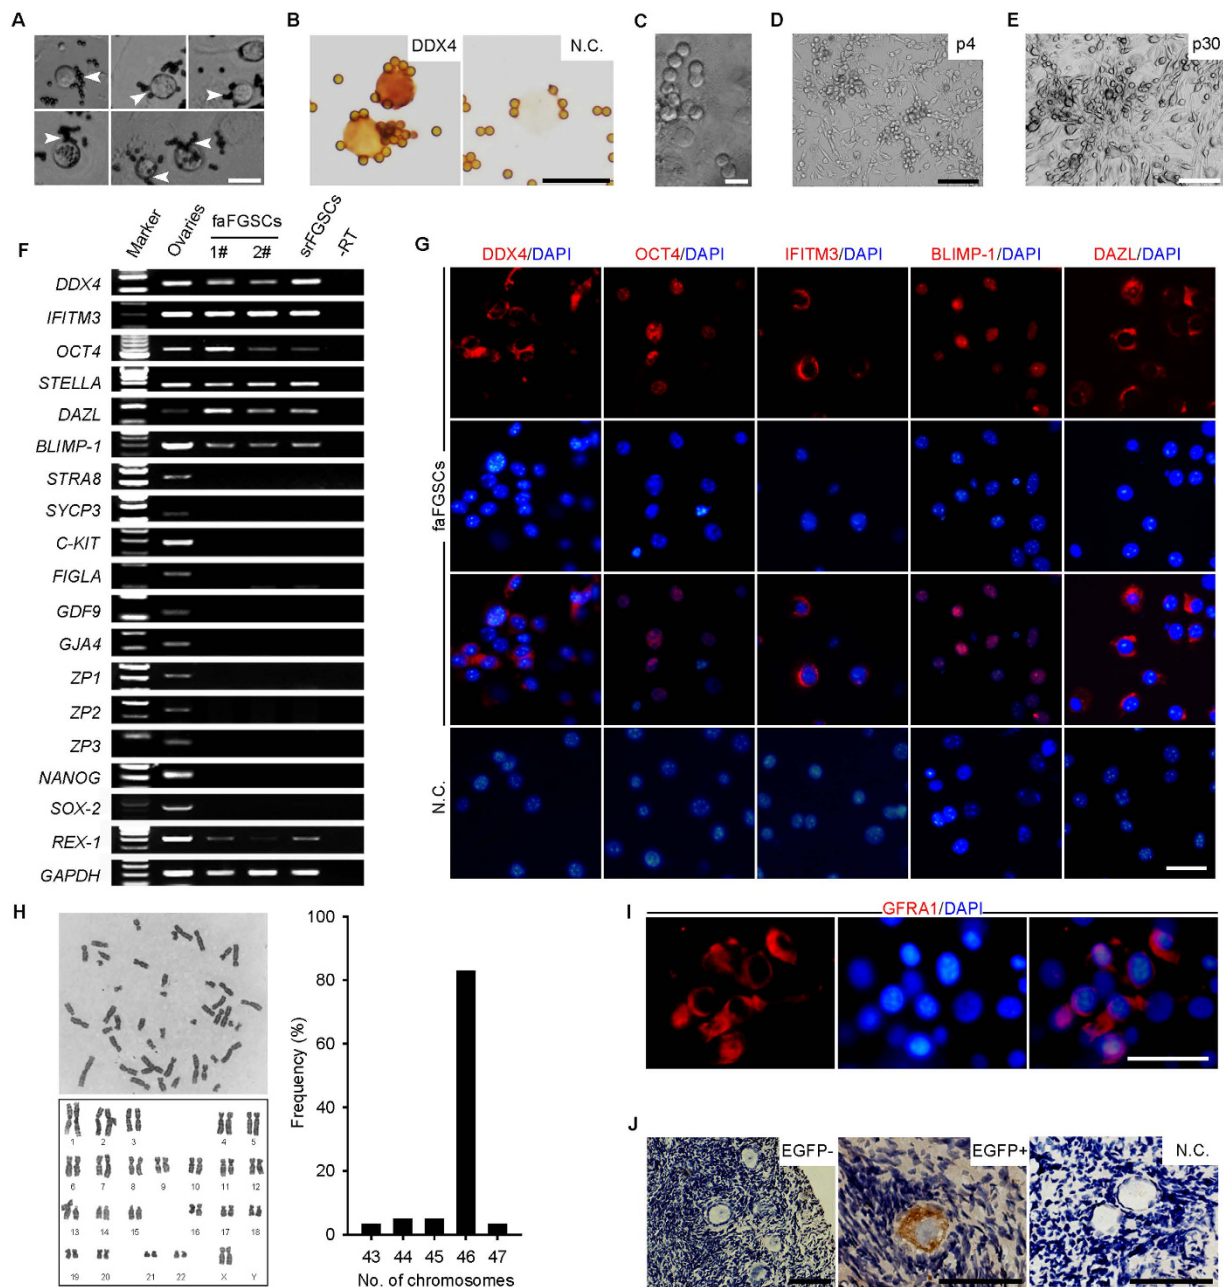 A
B
DDX4
N.C.
C
D
p4
E
p30
F
Marker
Ovaries
faFGSCs
1#
2#
srFGSCs
-RT
DDX4
IFITM3
OCT4
STELLA
DAZL
BLIMP-1
STRA8
SYCP3
C-KIT
FIGLA
GDF9
GJA4
ZP1
ZP2
ZP3
NANOG
SOX-2
REX-1
GAPDH
G
DDX4/DAPI
OCT4/DAPI
IFITM3/DAPI
BLIMP-1/DAPI
DAZL/DAPI
faFGSCs
N.C.
H
1 2 3 4 5
6 7 8 9 10 11 12
13 14 15 16 17 18
19 20 21 22 X Y
Frequency (%)
100
80
60
40
20
0
43 44 45 46 47
No. of chromosomes
I
GFRA1/DAPI
J
EGFP-
EGFP+
N.C.